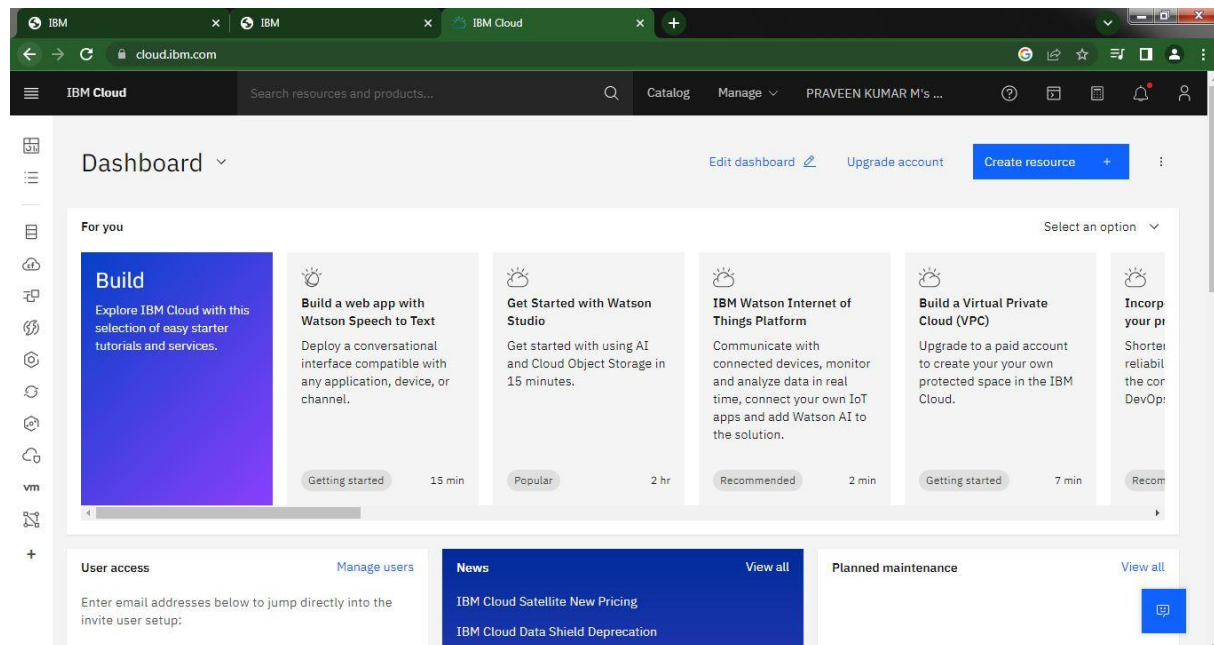 IBM
IBM
IBM Cloud
cloud.ibm.com
IBM Cloud
Search resources and products...
Catalog
Manage
PRAVEEN KUMAR M's ...
Dashboard
Edit dashboard
Upgrade account
Create resource +
For you
Select an option
Build
Explore IBM Cloud with this
selection of easy starter
tutorials and services.
Build a web app with
Watson Speech to Text
Deploy a conversational
interface compatible with
any application, device, or
channel.
Getting started 15 min
Get Started with Watson
Studio
Get started with using AI
and Cloud Object Storage in
15 minutes.
Popular 2 hr
IBM Watson Internet of
Things Platform
Communicate with
connected devices, monitor
and analyze data in real
time, connect your own IoT
apps and add Watson AI to
the solution.
Recommended 2 min
Build a Virtual Private
Cloud (VPC)
Upgrade to a paid account
to create your your own
protected space in the IBM
Cloud.
Getting started 7 min
Incorp
your pr
Shorte
reliabil
the cor
DevOp
Recom
vm
User access
Manage users
Enter email addresses below to jump directly into the
invite user setup:
News
View all
IBM Cloud Satellite New Pricing
IBM Cloud Data Shield Deprecation
Planned maintenance
View all